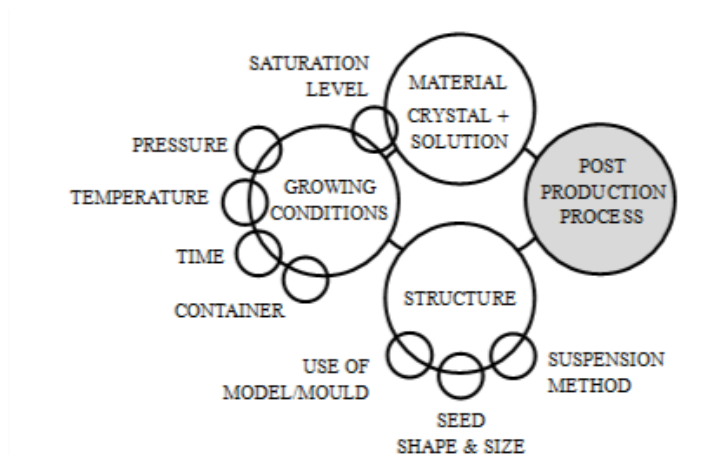 SATURATION
LEVEL
MATERIAL
CRYSTAL +
SOLUTION
PRESSURE
TEMPERATURE
TIME
CONTAINER
GROWING
CONDITIONS
POST
PRODUCTION
PROCESS
STRUCTURE
USE OF
MODEL/MOULD
SEED
SHAPE & SIZE
SUSPENSION
METHOD